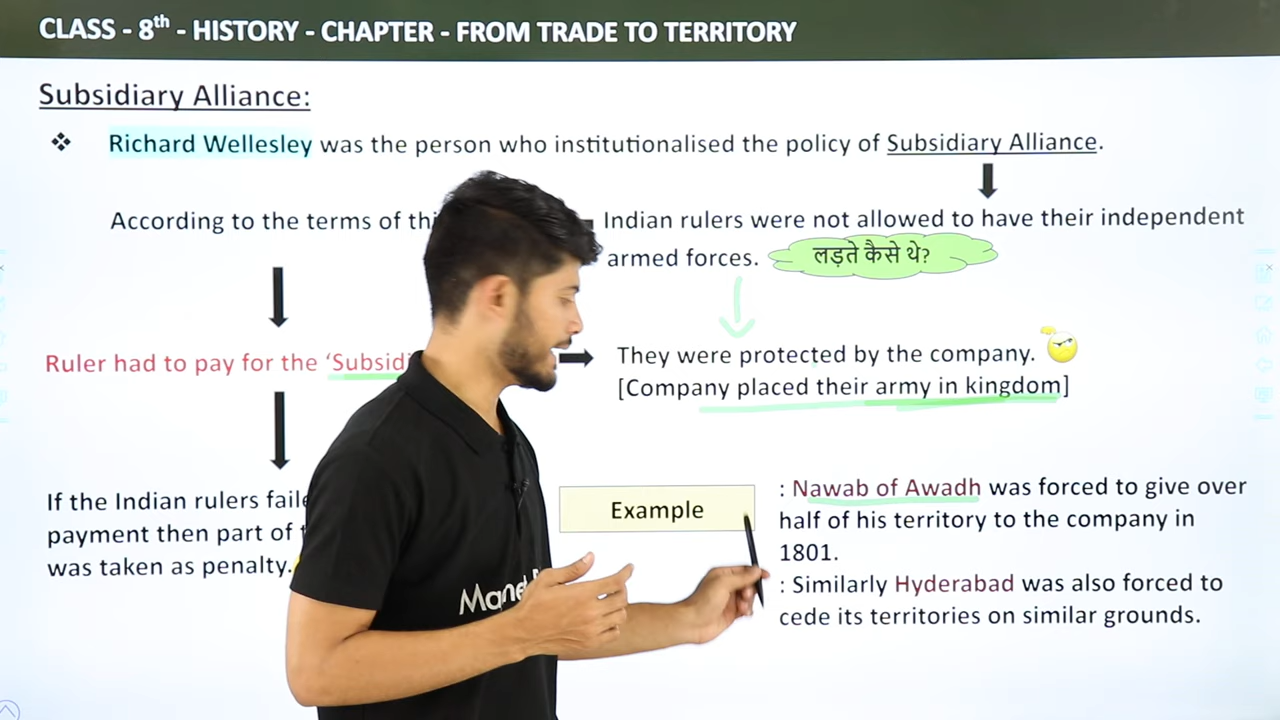 CLASS - 8th - HISTORY - CHAPTER - FROM TRADE TO TERRITORY
Subsidiary Alliance:
❖ Richard Wellesley was the person who institutionalised the policy of Subsidiary Alliance.
According to the terms of
Indian rulers were not allowed to have their independent
armed forces.
लड़ते कैसे थे?
Ruler had to pay for the
They were protected by the company.
[Company placed their army in kingdom]
If the Indian rulers
payment then part of
was taken as penalty.
Example
: Nawab of Awadh was forced to give over
half of his territory to the company in
1801.
: Similarly Hyderabad was also forced to
cede its territories on similar grounds.